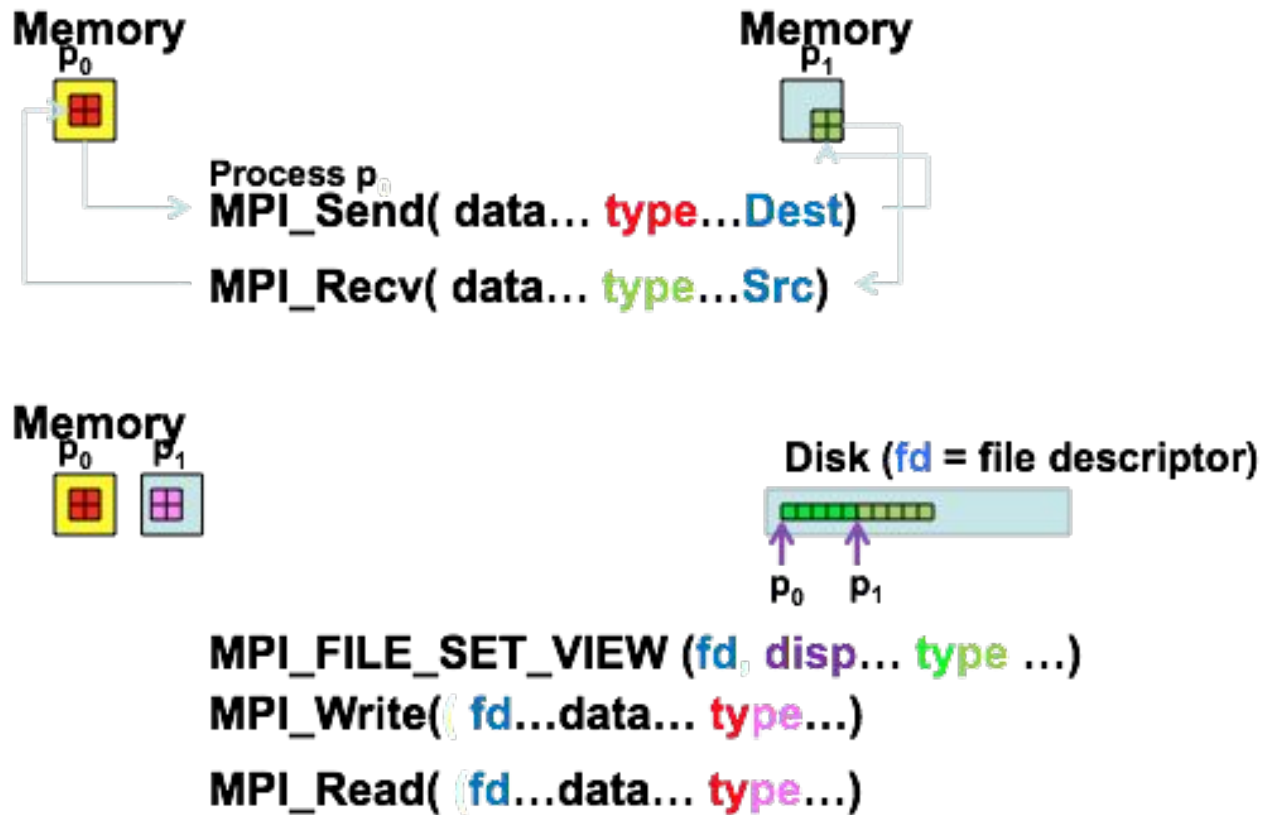 Memory
Memory
p0
p1
Process p0
MPI_Send( data… type…Dest)
MPI_Recv( data… type…Src)
Memory
p0 p1
Disk (fd = file descriptor)
p0 p1
MPI_FILE_SET_VIEW (fd, disp… type …)
MPI_Write(( fd…data… type…)
MPI_Read( (fd…data… type…)